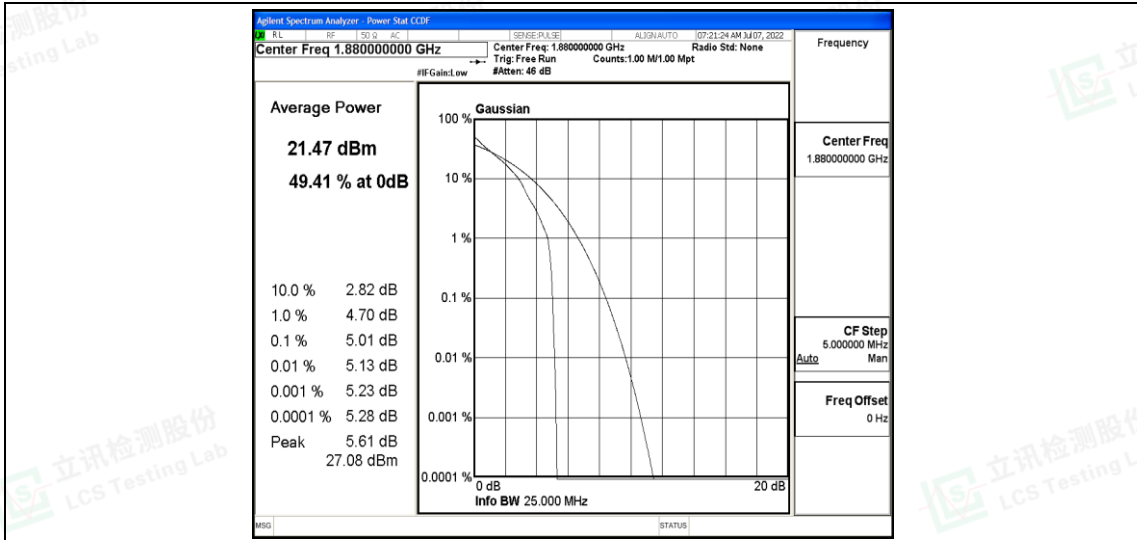 Agilent Spectrum Analyzer - Power Stat CCDF
RL RF 50 Ω AC SENSE:PULSE ALIGNAUTO 07:21:24 AM Jul 07, 2022
Center Freq 1.880000000 GHz
Center Freq: 1.880000000 GHz Radio Std: None
Trig: Free Run Counts:1.00 M/1.00 Mpt
#IFGain:Low #Atten: 46 dB
Frequency
Average Power
21.47 dBm
49.41 % at 0dB
10.0 % 2.82 dB
1.0 % 4.70 dB
0.1 % 5.01 dB
0.01 % 5.13 dB
0.001 % 5.23 dB
0.0001 % 5.28 dB
Peak 5.61 dB
27.08 dBm
Gaussian
100 %
10 %
1 %
0.1 %
0.01 %
0.001 %
0.0001 %
0 dB 20 dB
Info BW 25.000 MHz
Center Freq
1.880000000 GHz
CF Step
5.000000 MHz
Auto Man
Freq Offset
0 Hz
MSG STATUS
立讯检测股份
LCS Testing Lab
立讯检测股份
LCS Testing L